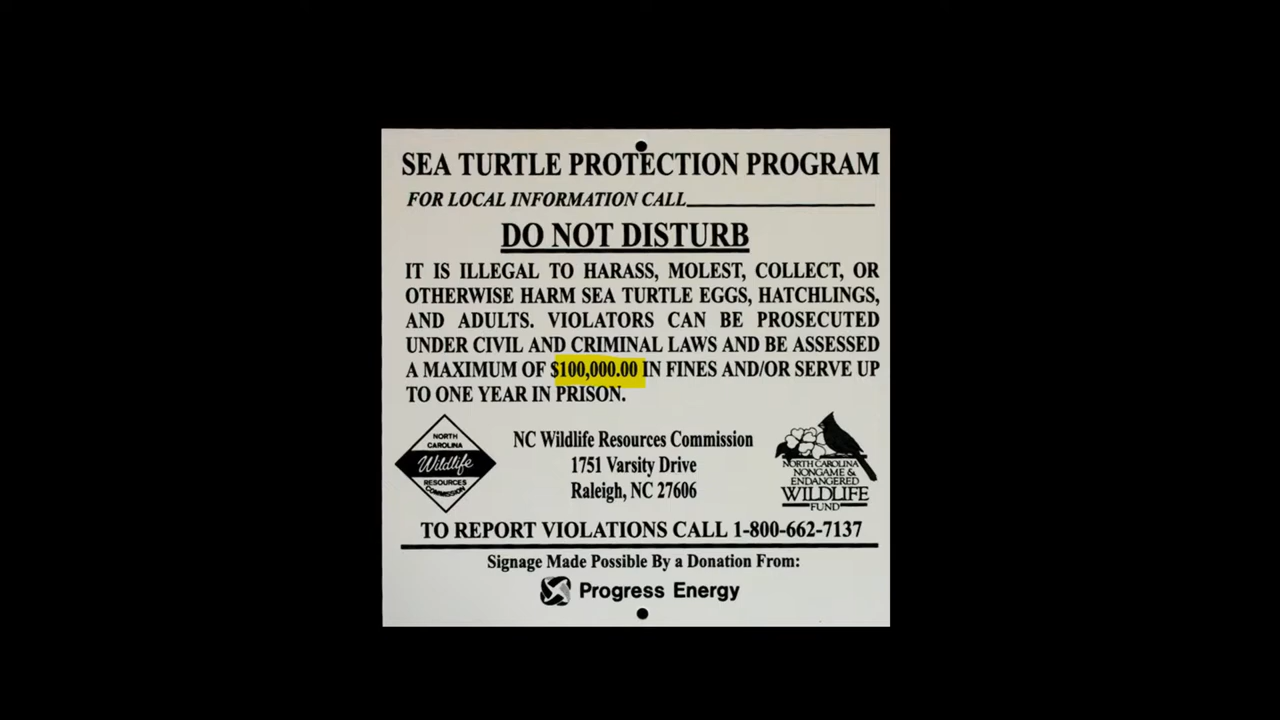 SEA TURTLE PROTECTION PROGRAM
FOR LOCAL INFORMATION CALL
DO NOT DISTURB
IT IS ILLEGAL TO HARASS, MOLEST, COLLECT, OR
OTHERWISE HARM SEA TURTLE EGGS, HATCHLINGS,
AND ADULTS. VIOLATORS CAN BE PROSECUTED
UNDER CIVIL AND CRIMINAL LAWS AND BE ASSESSED
A MAXIMUM OF $100,000.00 IN FINES AND/OR SERVE UP
TO ONE YEAR IN PRISON.
NORTH
CAROLINA
Wildlife
RESOURCES
COMMISSION
NC Wildlife Resources Commission
1751 Varsity Drive
Raleigh, NC 27606
NORTH CAROLINA
NONGAME &
ENDANGERED
WILDLIFE
FUND
TO REPORT VIOLATIONS CALL 1-800-662-7137
Signage Made Possible By a Donation From:
Progress Energy